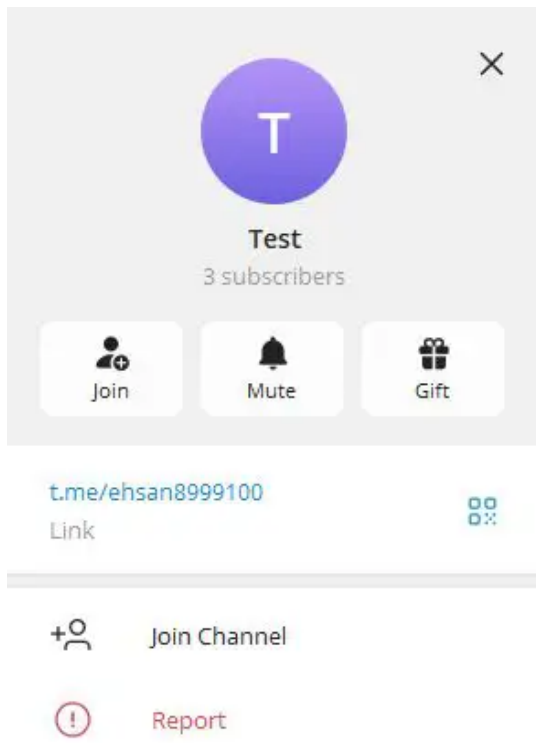 T
Test
3 subscribers
Join Mute Gift
t.me/ehsan8999100
Link
Join Channel
Report